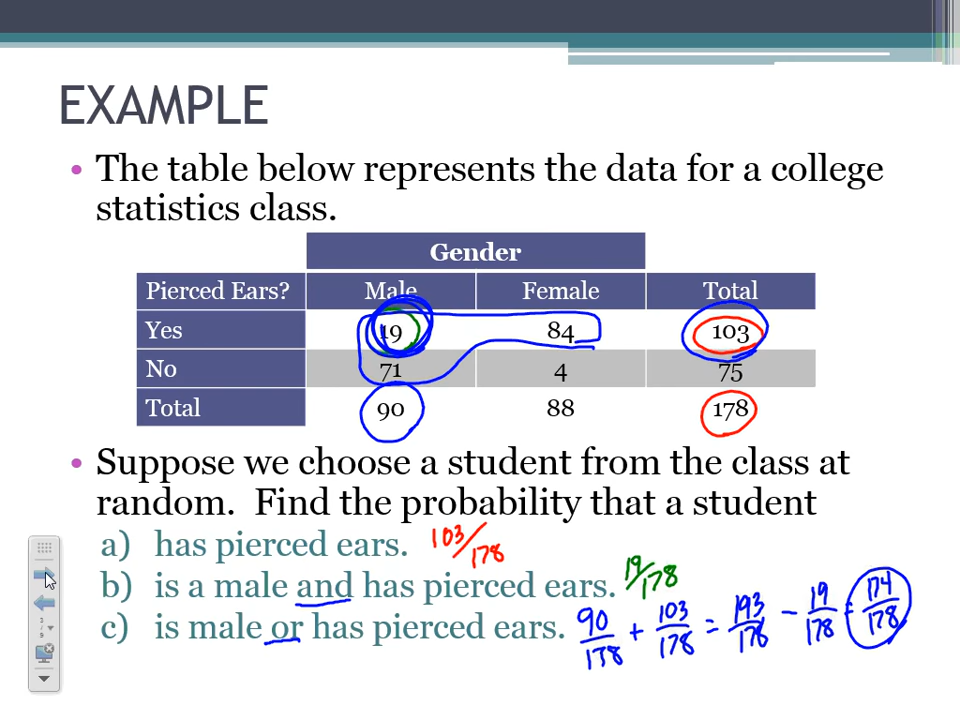 EXAMPLE
• The table below represents the data for a college
statistics class.
Gender
Pierced Ears? Male Female Total
Yes 19 84 103
No 71 4 75
Total 90 88 178
• Suppose we choose a student from the class at
random. Find the probability that a student
a) has pierced ears. 103/178
b) is a male and has pierced ears. 19/178
c) is male or has pierced ears. 90/178 + 103/178 = 193/178 - 19/178 = 174/178